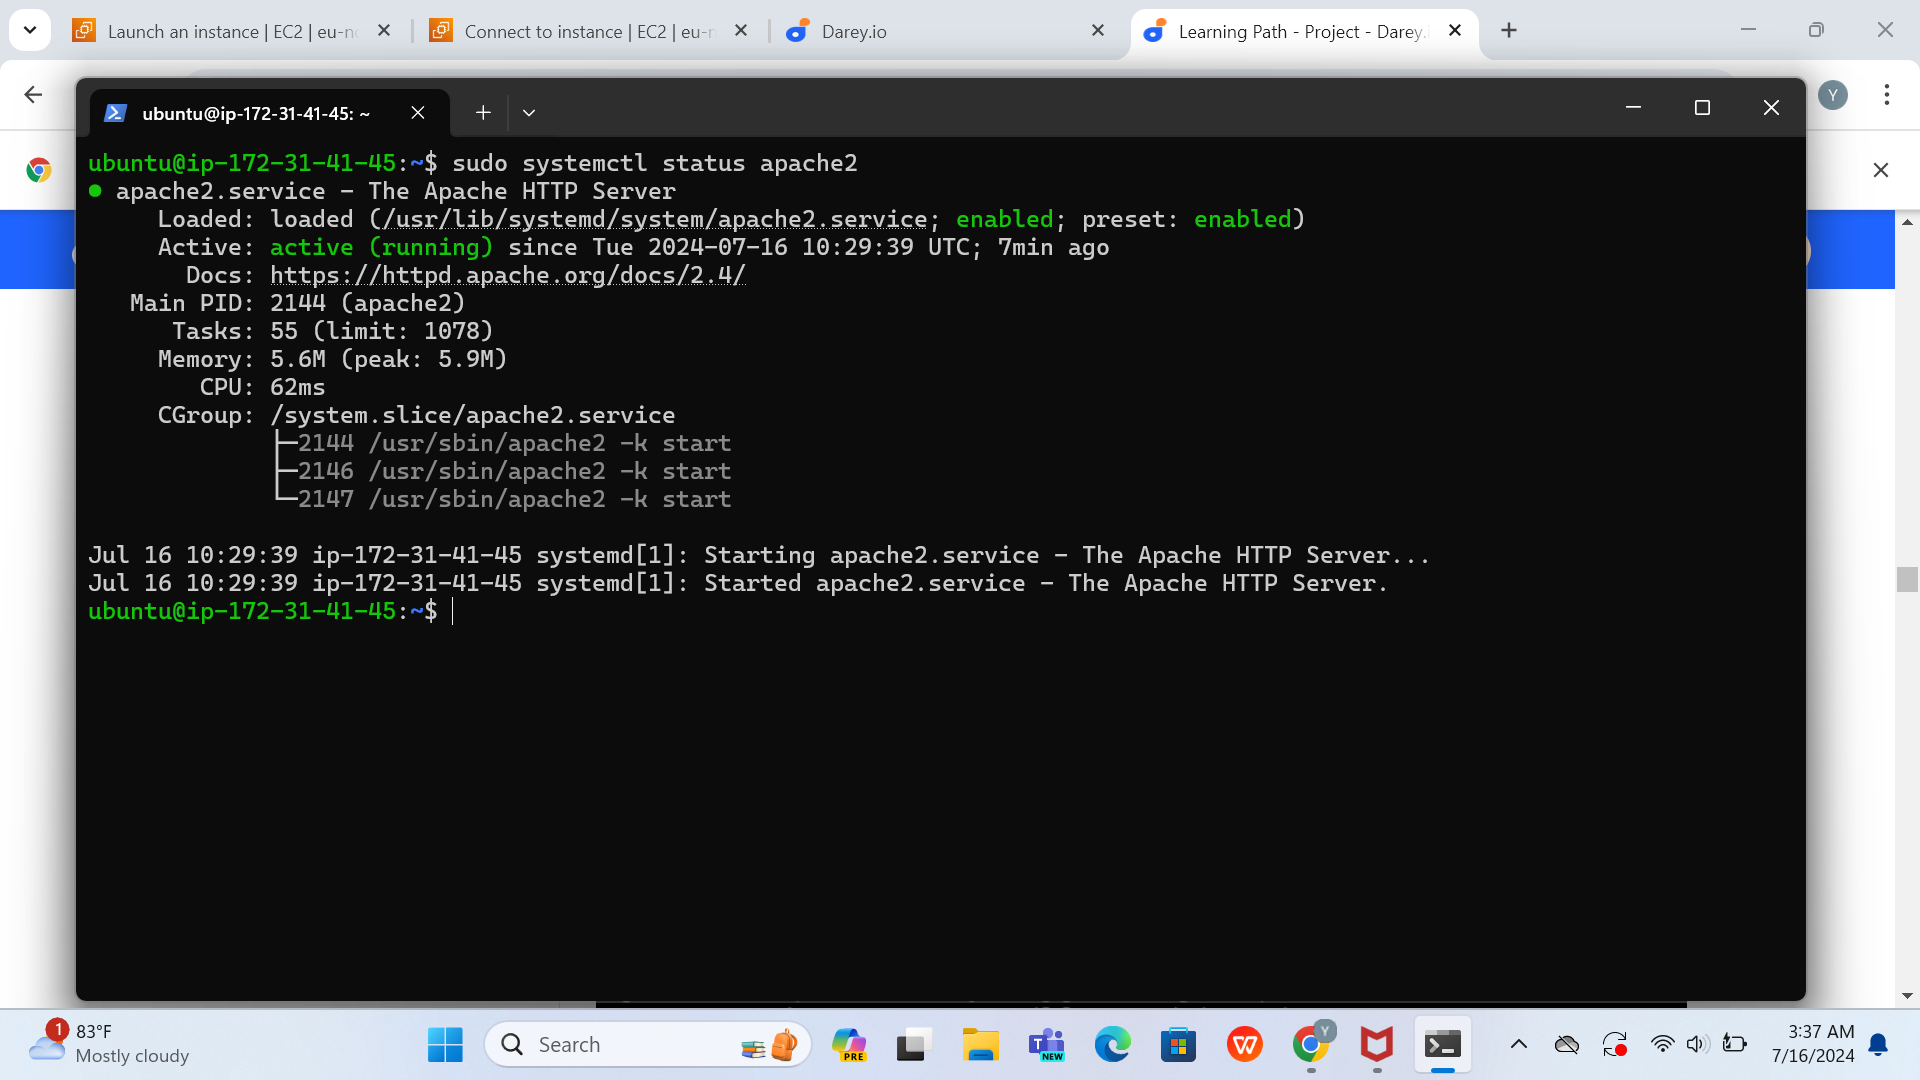 Launch an instance | EC2 | eu-n
Connect to instance | EC2 | eu-n
Darey.io
Learning Path - Project - Darey.
Y
ubuntu@ip-172-31-41-45: ~
ubuntu@ip-172-31-41-45:~$ sudo systemctl status apache2
● apache2.service - The Apache HTTP Server
Loaded: loaded (/usr/lib/systemd/system/apache2.service; enabled; preset: enabled)
Active: active (running) since Tue 2024-07-16 10:29:39 UTC; 7min ago
Docs: https://httpd.apache.org/docs/2.4/
Main PID: 2144 (apache2)
Tasks: 55 (limit: 1078)
Memory: 5.6M (peak: 5.9M)
CPU: 62ms
CGroup: /system.slice/apache2.service
├─2144 /usr/sbin/apache2 -k start
├─2146 /usr/sbin/apache2 -k start
└─2147 /usr/sbin/apache2 -k start
Jul 16 10:29:39 ip-172-31-41-45 systemd[1]: Starting apache2.service - The Apache HTTP Server...
Jul 16 10:29:39 ip-172-31-41-45 systemd[1]: Started apache2.service - The Apache HTTP Server.
ubuntu@ip-172-31-41-45:~$
1
83°F
Mostly cloudy
Search
PRE
T
NEW
W
Y
3:37 AM
7/16/2024